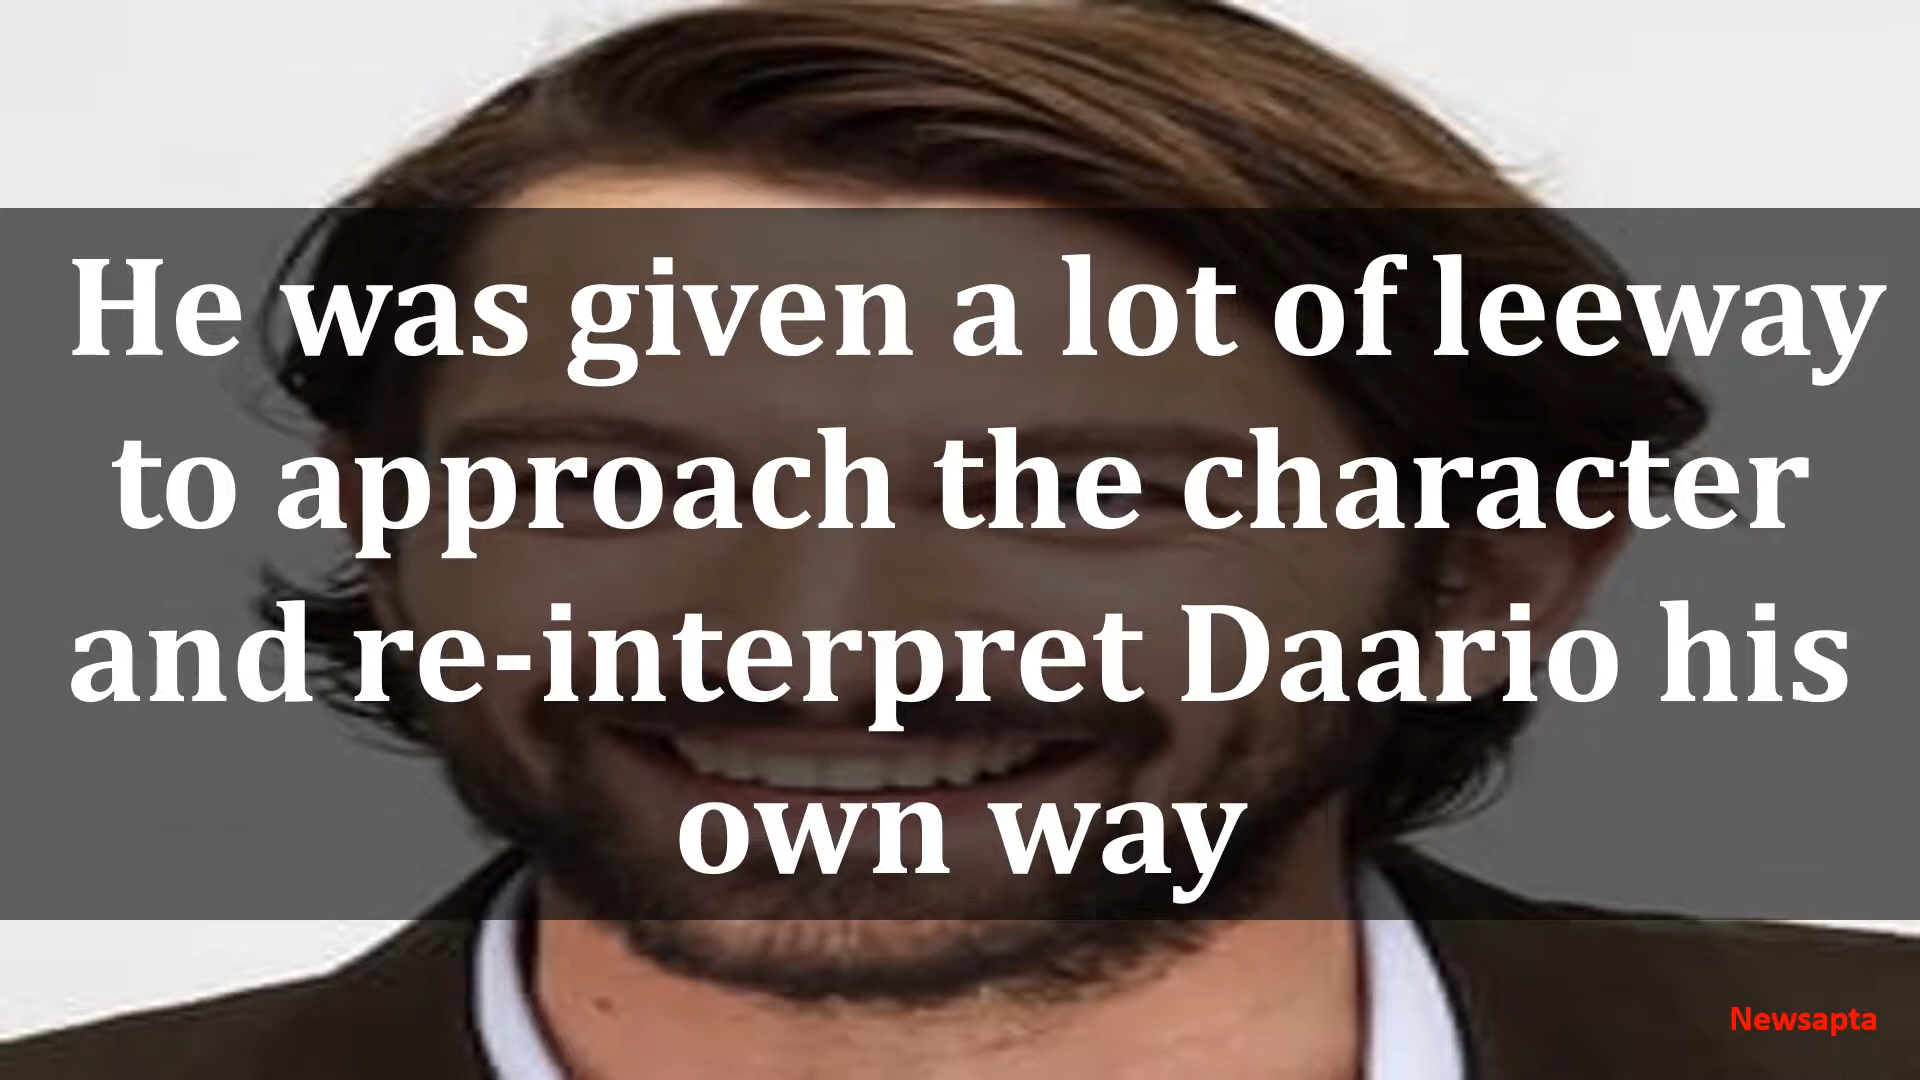 He was given a lot of leeway
to approach the character
and re-interpret Daario his
own way
Newsapta